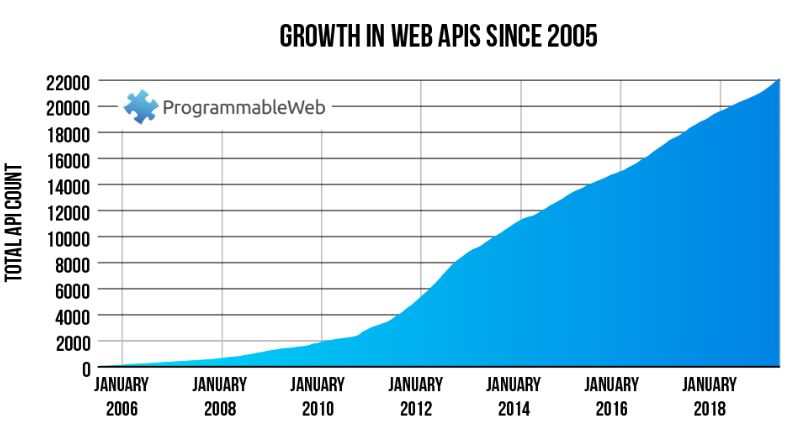 GROWTH IN WEB APIS SINCE 2005
22000
ProgrammableWeb
20000
18000
16000
14000
12000
TOTAL API COUNT
10000
8000
6000
4000
2000
0
JANUARY JANUARY JANUARY JANUARY JANUARY JANUARY JANUARY
2006 2008 2010 2012 2014 2016 2018